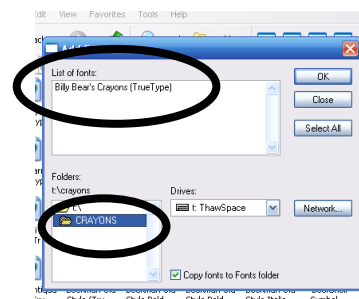 Edit View Favorites Tools Help
Add
List of fonts:
Billy Bear's Crayons (TrueType)
OK
Close
Select All
Folders:
t:\crayons
Drives:
t:\
CRAYONS
t: ThawSpace
Network...
Copy fonts to Fonts folder